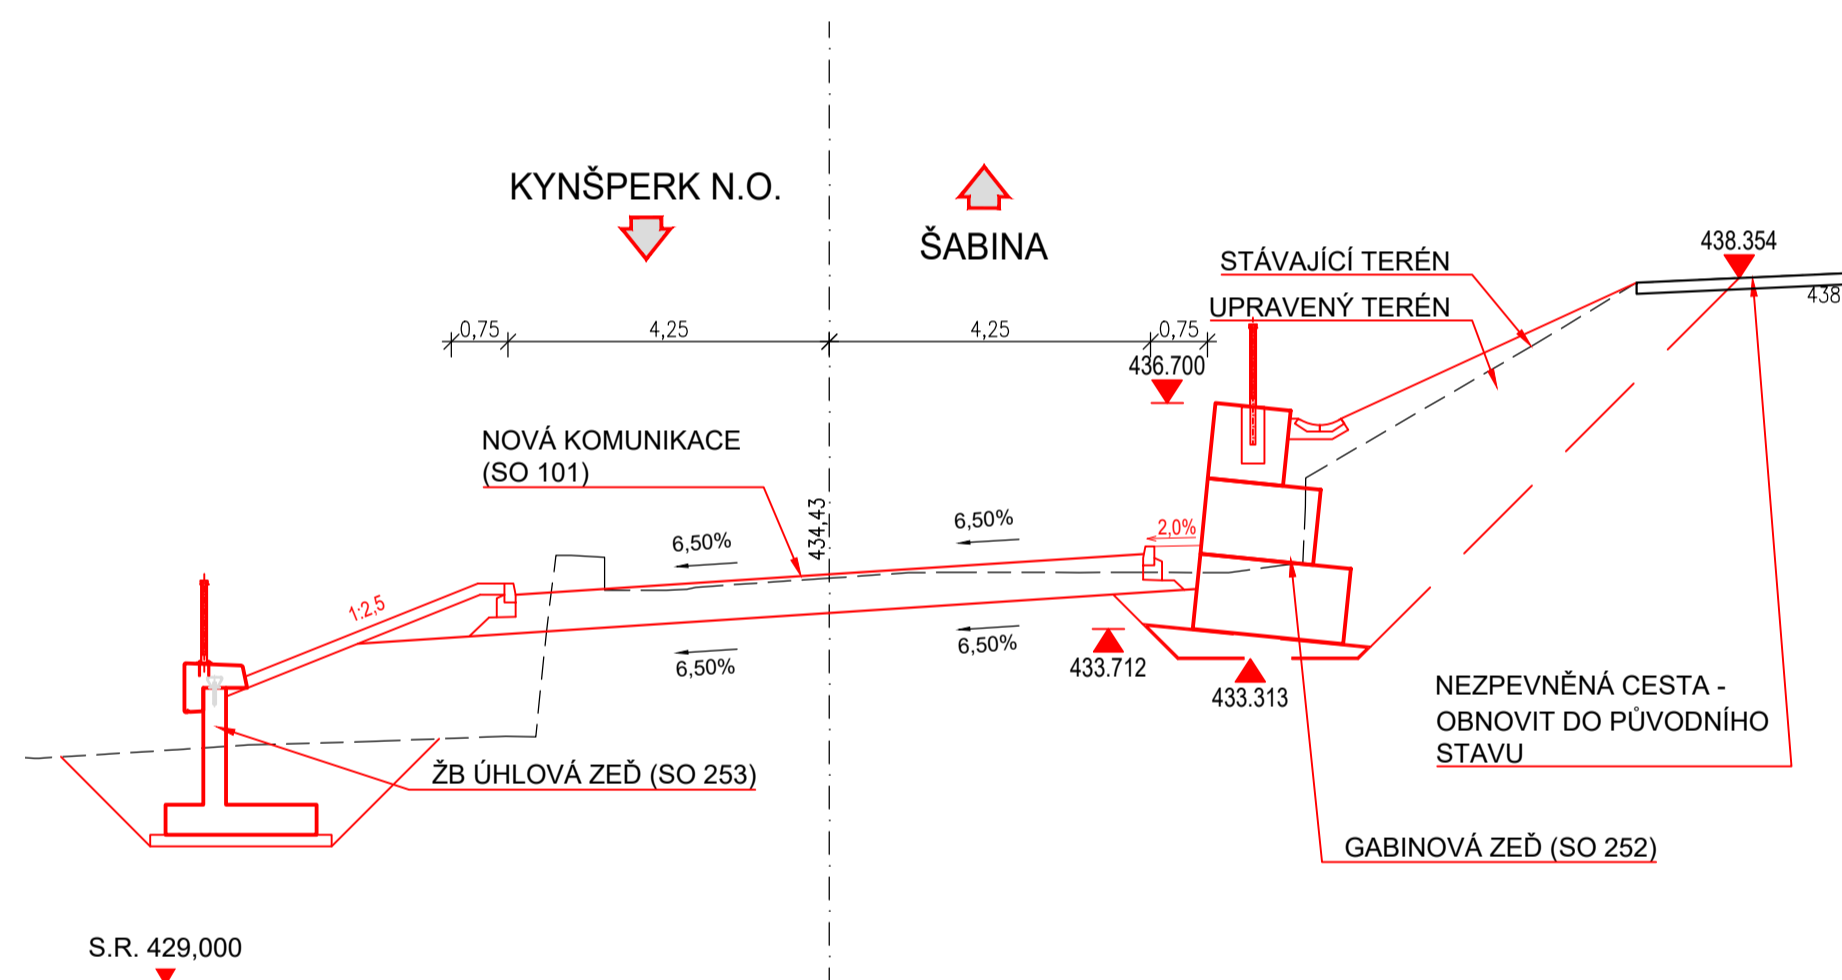 KYNŠPERK N.O.
ŠABINA
438.354
STÁVAJÍCÍ TERÉN
438
UPRAVENÝ TERÉN
0,75
4,25
4,25
0,75
436.700
NOVÁ KOMUNIKACE
(SO 101)
434,43
6,50%
6,50%
2,0%
1:2,5
6,50%
6,50%
433.712
433.313
NEZPEVNĚNÁ CESTA -
OBNOVIT DO PŮVODNÍHO
STAVU
ŽB ÚHLOVÁ ZEĎ (SO 253)
GABINOVÁ ZEĎ (SO 252)
S.R. 429,000